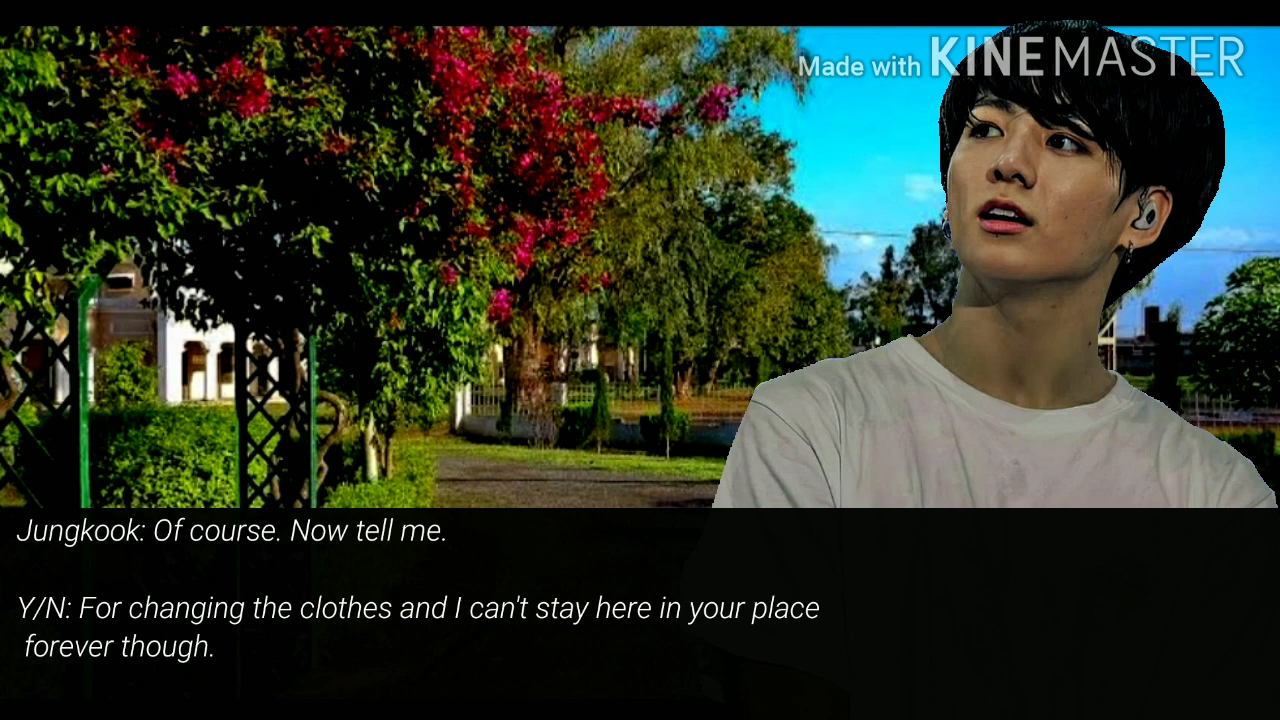 Made with KINEMASTER
Jungkook: Of course. Now tell me.
Y/N: For changing the clothes and I can't stay here in your place
forever though.